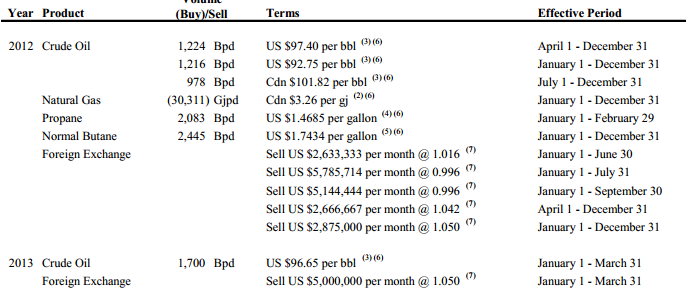 Year Product (Buy)/Sell Terms Effective Period
2012 Crude Oil 1,224 Bpd US $97.40 per bbl (3)(6) April 1 - December 31
1,216 Bpd US $92.75 per bbl (3)(6) January 1 - December 31
978 Bpd Cdn $101.82 per bbl (3)(6) July 1 - December 31
Natural Gas (30,311) Gjpd Cdn $3.26 per gj (2)(6) January 1 - December 31
Propane 2,083 Bpd US $1.4685 per gallon (4)(6) January 1 - February 29
Normal Butane 2,445 Bpd US $1.7434 per gallon (5)(6) January 1 - December 31
Foreign Exchange Sell US $2,633,333 per month @ 1.016 (7) January 1 - June 30
Sell US $5,785,714 per month @ 0.996 (7) January 1 - July 31
Sell US $5,144,444 per month @ 0.996 (7) January 1 - September 30
Sell US $2,666,667 per month @ 1.042 (7) April 1 - December 31
Sell US $2,875,000 per month @ 1.050 (7) January 1 - December 31
2013 Crude Oil 1,700 Bpd US $96.65 per bbl (3)(6) January 1 - March 31
Foreign Exchange Sell US $5,000,000 per month @ 1.050 (7) January 1 - March 31